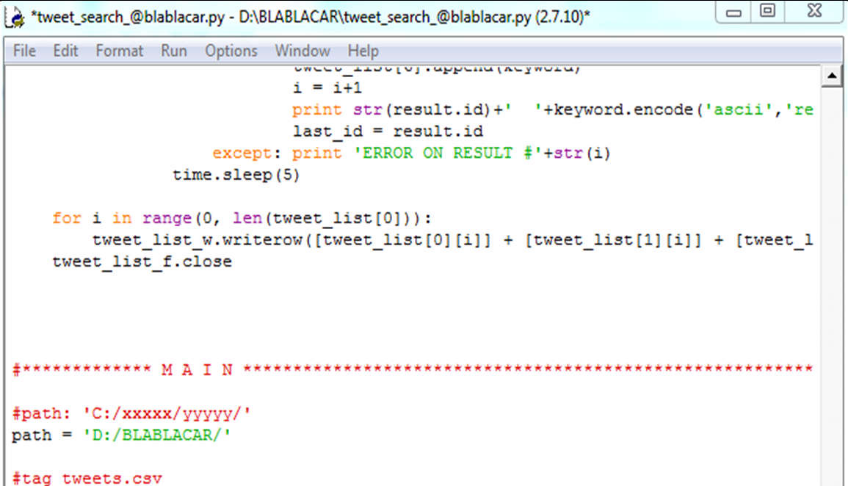 *tweet_search_@blablacar.py - D:\BLABLACAR\tweet_search_@blablacar.py (2.7.10)*
File Edit Format Run Options Window Help
tweet_list[0].append(keyword)
i = i+1
print str(result.id)+'  '+keyword.encode('ascii','re
last_id = result.id
except: print 'ERROR ON RESULT #'+str(i)
time.sleep(5)
for i in range(0, len(tweet_list[0])):
tweet_list_w.writerow([tweet_list[0][i]] + [tweet_list[1][i]] + [tweet_l
tweet_list_f.close
#************* M A I N *********************************************************
#path: 'C:/xxxxx/yyyyy/'
path = 'D:/BLABLACAR/'
#tag tweets.csv